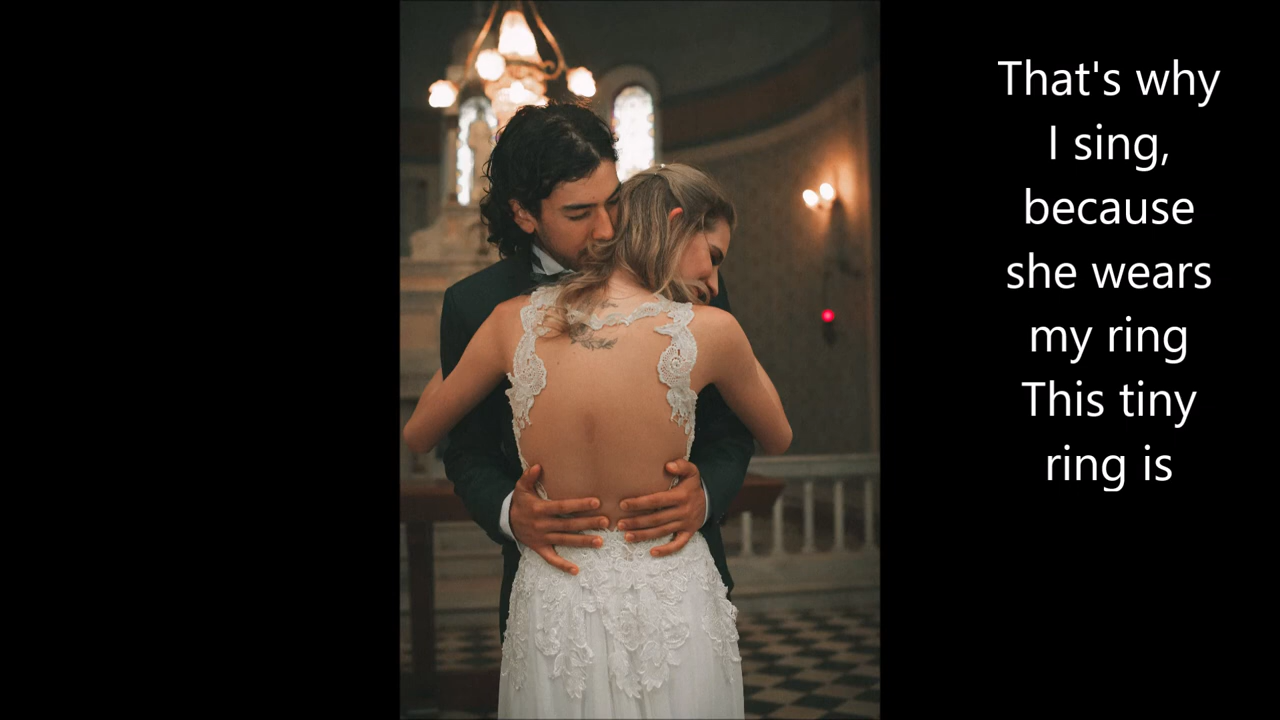 That's why
I sing,
because
she wears
my ring
This tiny
ring is